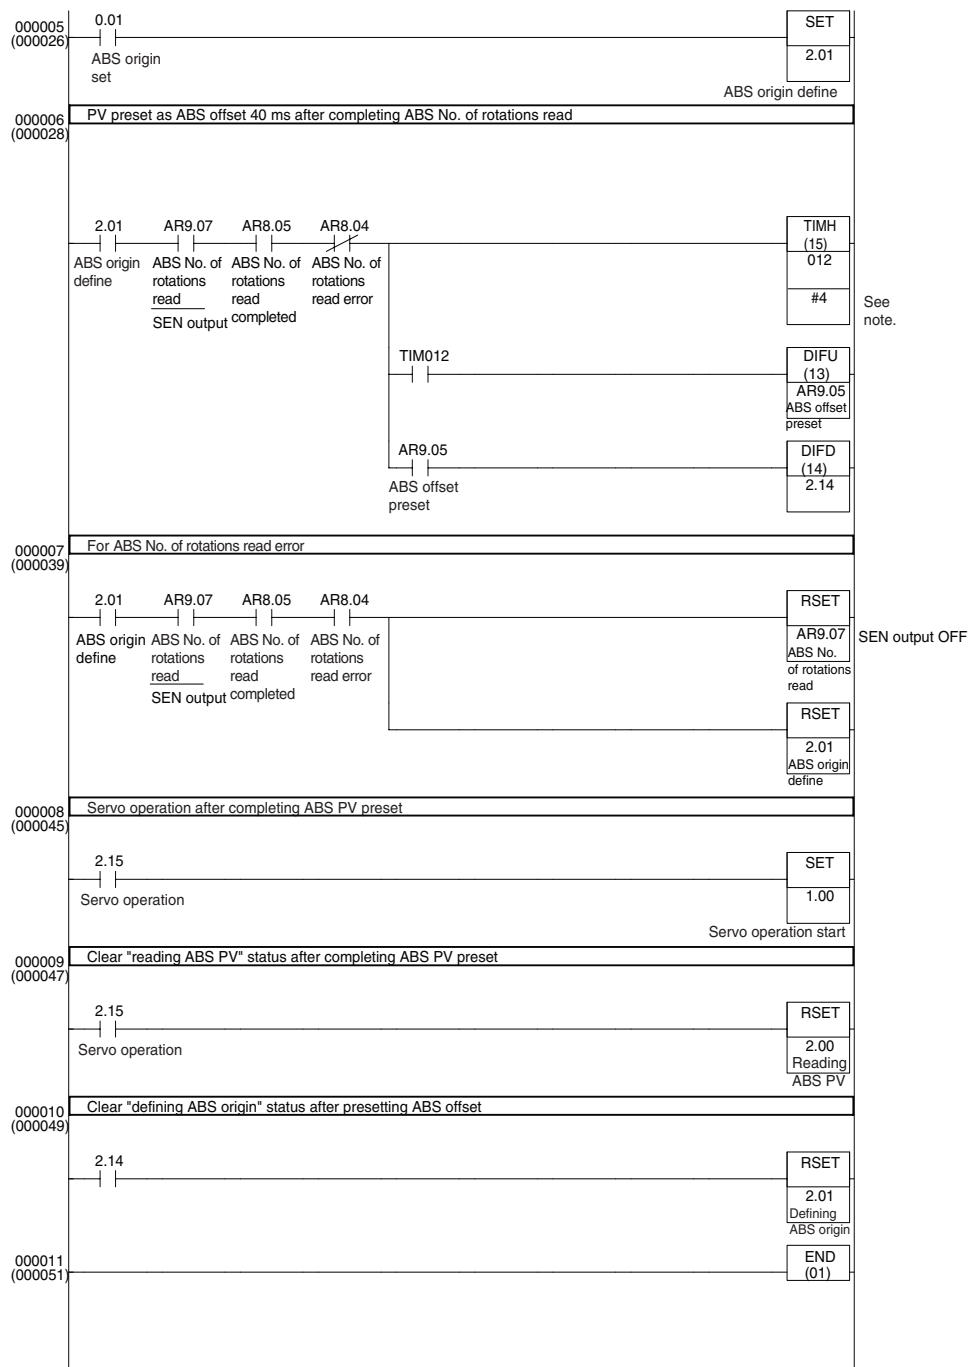 000005
(000026)
0.01
ABS origin
set
SET
2.01
ABS origin define
000006
(000028)
PV preset as ABS offset 40 ms after completing ABS No. of rotations read
2.01
ABS origin
define
AR9.07
ABS No. of
rotations
read
SEN output
AR8.05
ABS No. of
rotations
read
completed
AR8.04
ABS No. of
rotations
read error
TIMH
(15)
012
#4
See
note.
TIM012
DIFU
(13)
AR9.05
ABS offset
preset
AR9.05
ABS offset
preset
DIFD
(14)
2.14
000007
(000039)
For ABS No. of rotations read error
2.01
ABS origin
define
AR9.07
ABS No. of
rotations
read
SEN output
AR8.05
ABS No. of
rotations
read
completed
AR8.04
ABS No. of
rotations
read error
RSET
AR9.07
ABS No.
of rotations
read
SEN output OFF
RSET
2.01
ABS origin
define
000008
(000045)
Servo operation after completing ABS PV preset
2.15
Servo operation
SET
1.00
Servo operation start
000009
(000047)
Clear "reading ABS PV" status after completing ABS PV preset
2.15
Servo operation
RSET
2.00
Reading
ABS PV
000010
(000049)
Clear "defining ABS origin" status after presetting ABS offset
2.14
RSET
2.01
Defining
ABS origin
000011
(000051)
END
(01)